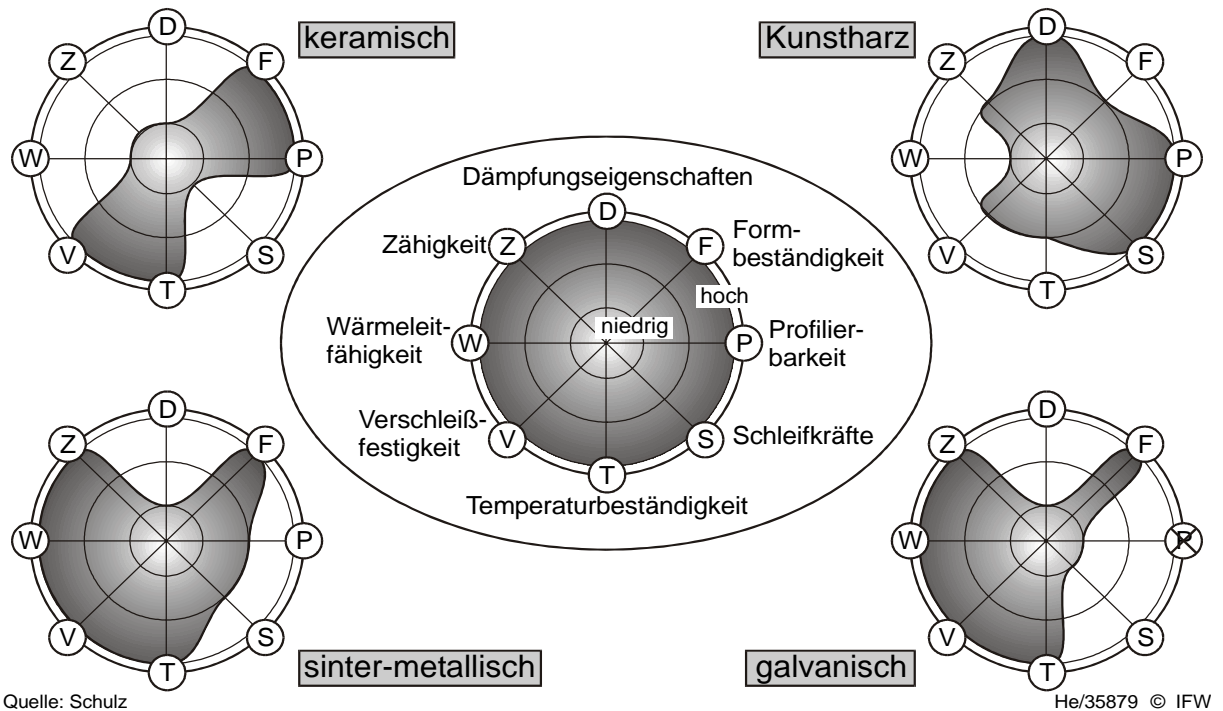 keramisch
D
F
P
S
T
V
W
Z
Kunstharz
D
F
P
S
T
V
W
Z
Dämpfungseigenschaften
D
Zähigkeit
Z
F
Form-
beständigkeit
hoch
niedrig
Wärmeleit-
fähigkeit
W
P
Profilier-
barkeit
Verschleiß-
festigkeit
V
S
Schleifkräfte
T
Temperaturbeständigkeit
D
F
P
S
T
V
W
Z
sinter-metallisch
D
F
P
S
T
V
W
Z
galvanisch
Quelle: Schulz
He/35879 © IFW